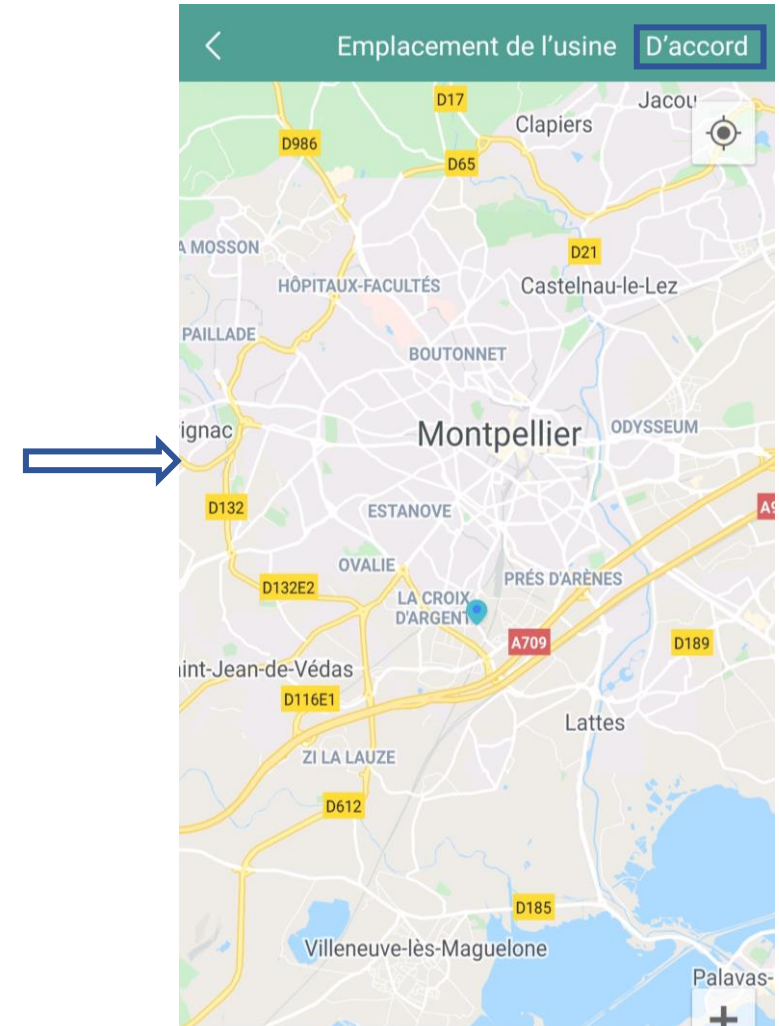 Emplacement de l'usine D'accord
D17
Jacou
Clapiers
D986
D65
A MOSSON
D21
HÔPITAUX-FACULTÉS
Castelnau-le-Lez
PAILLADE
BOUTONNET
ignac
Montpellier
ODYSSEUM
D132
ESTANOVE
A9
OVALIE
D132E2
PRÉS D'ARÈNES
LA CROIX
D'ARGENT
A709
D189
int-Jean-de-Védas
D116E1
Lattes
ZI LA LAUZE
D612
D185
Villeneuve-lès-Maguelone
Palavas-
+